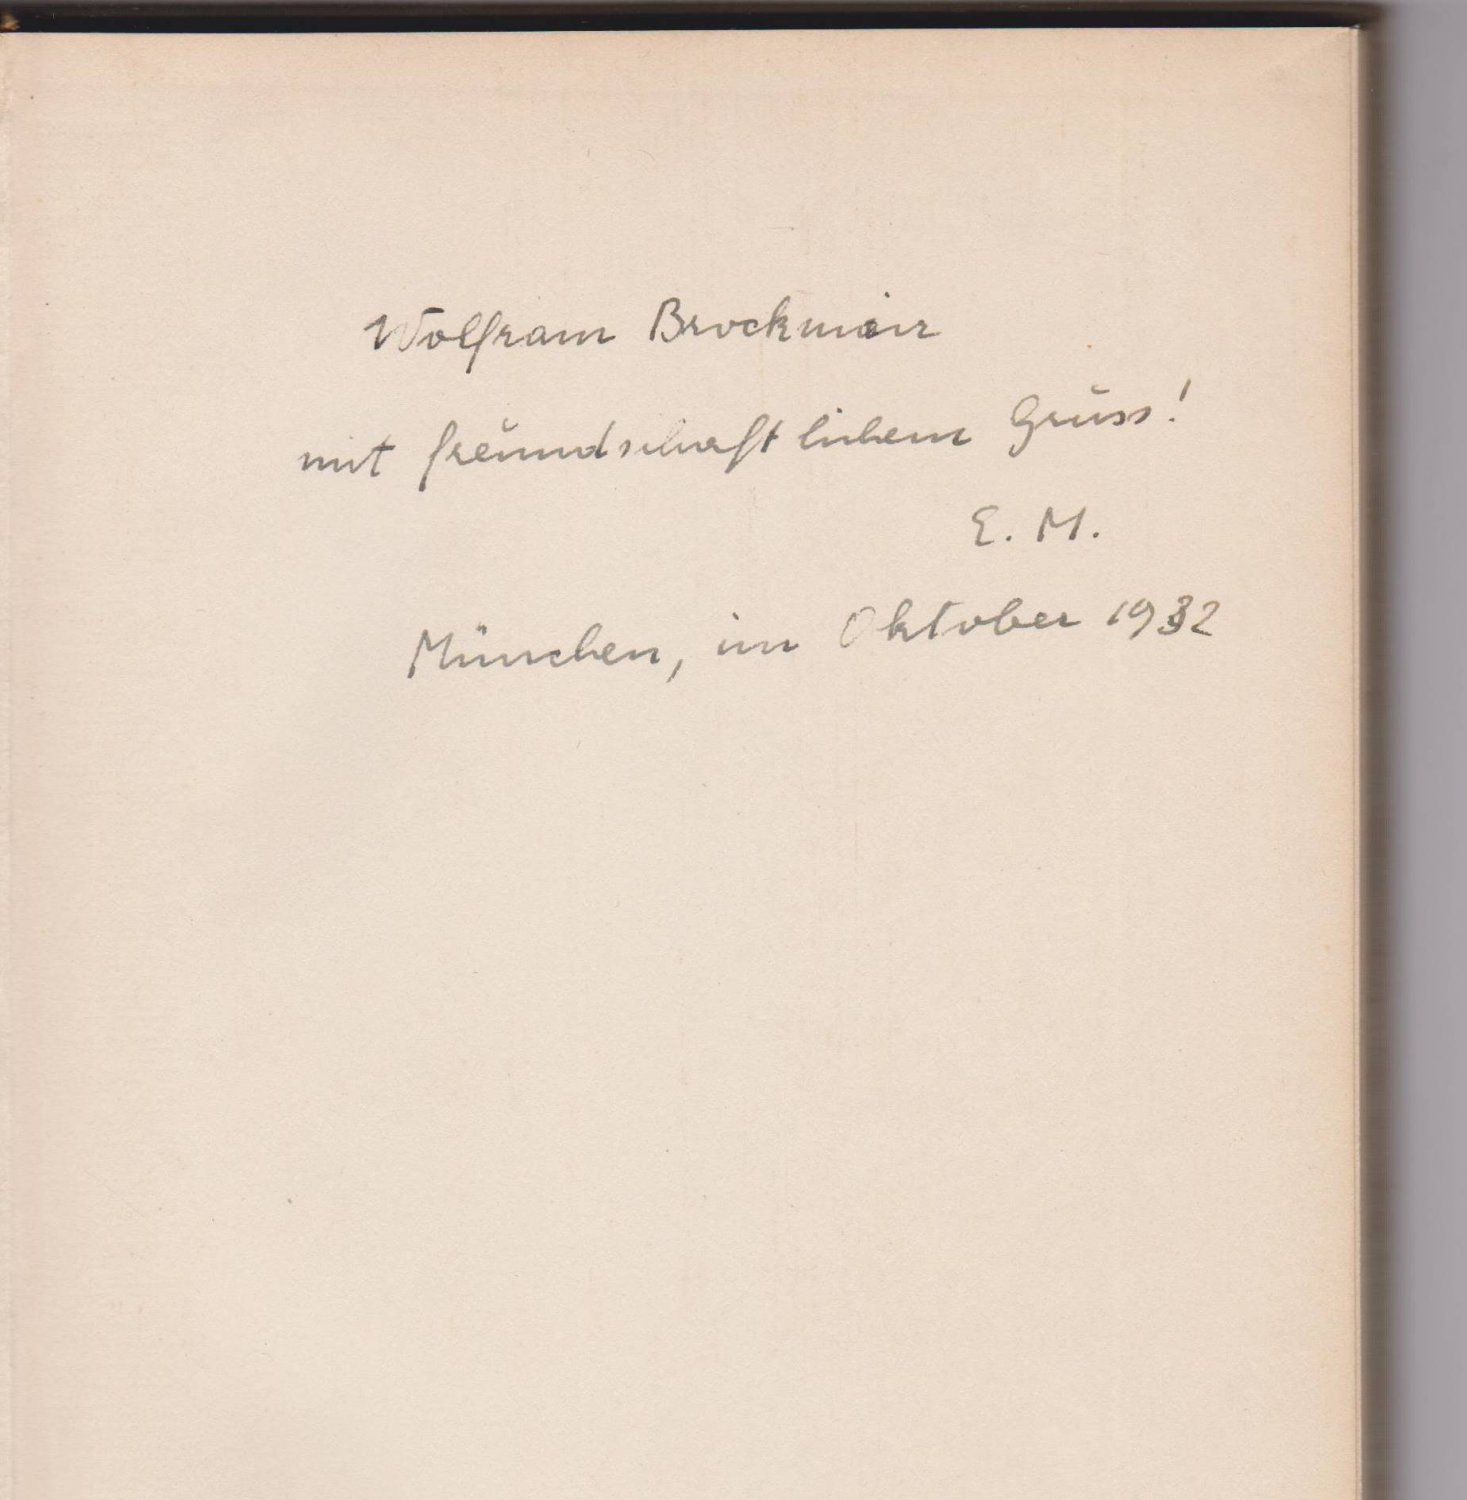 Wolfram Brockmeier
mit freundschaftlichem Gruss!
E. M.
München, im Oktober 1932